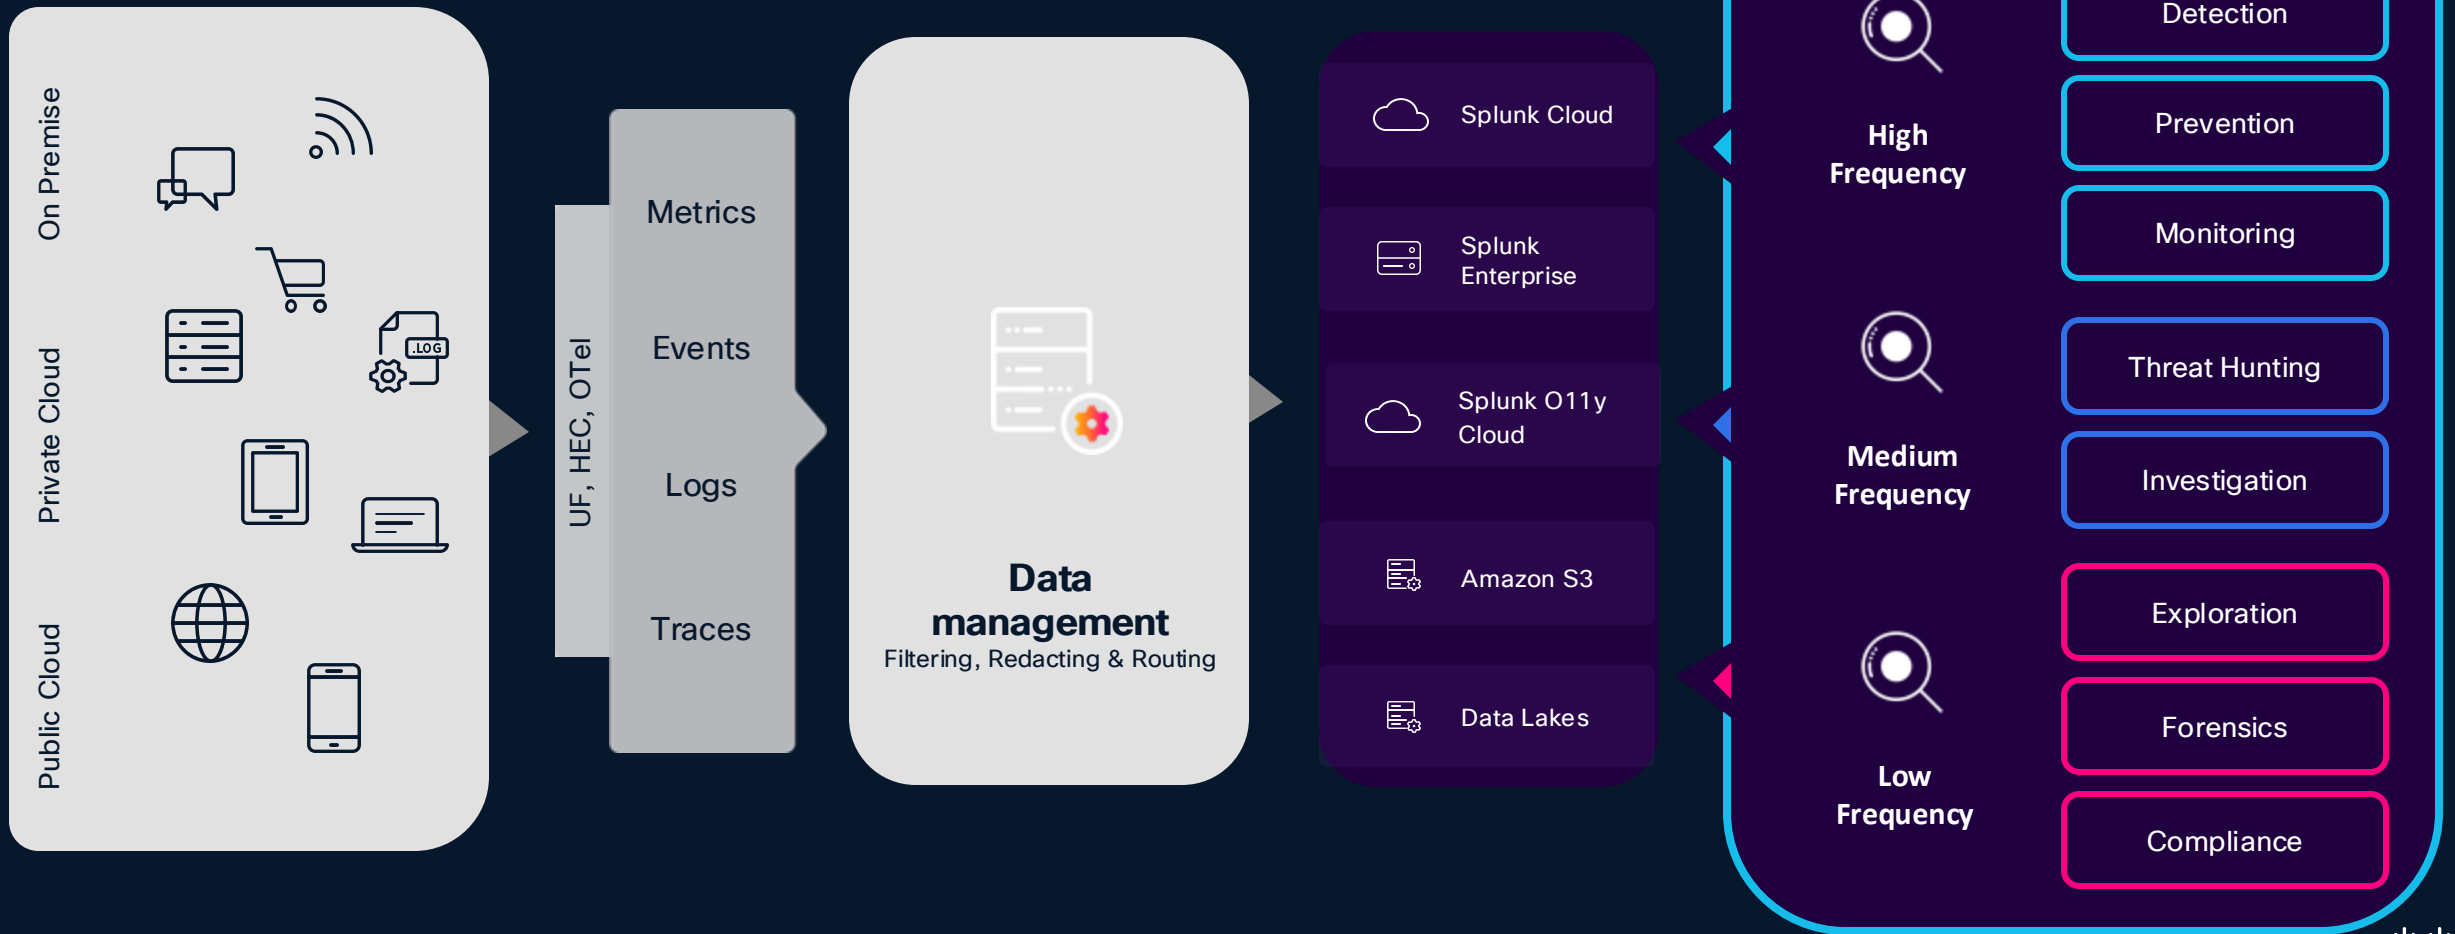 On Premise
Private Cloud
Public Cloud
.LOG
UF, HEC, OTel
Metrics
Events
Logs
Traces
Data
management
Filtering, Redacting & Routing
Splunk Cloud
Splunk
Enterprise
Splunk O11y
Cloud
Amazon S3
Data Lakes
High
Frequency
Detection
Prevention
Monitoring
Medium
Frequency
Threat Hunting
Investigation
Low
Frequency
Exploration
Forensics
Compliance